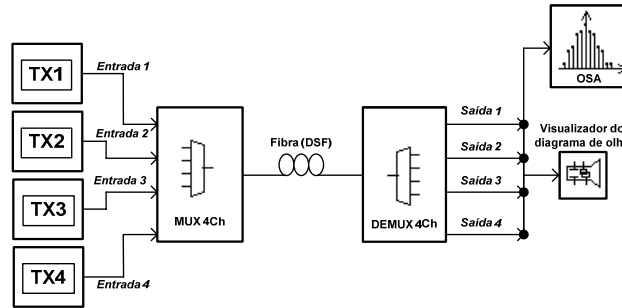 TX1
Entrada 1
TX2
Entrada 2
TX3
Entrada 3
TX4
Entrada 4
MUX 4Ch
Fibra (DSF)
DEMUX 4Ch
Saída 1
Saída 2
Saída 3
Saída 4
OSA
Visualizador do
diagrama de olh